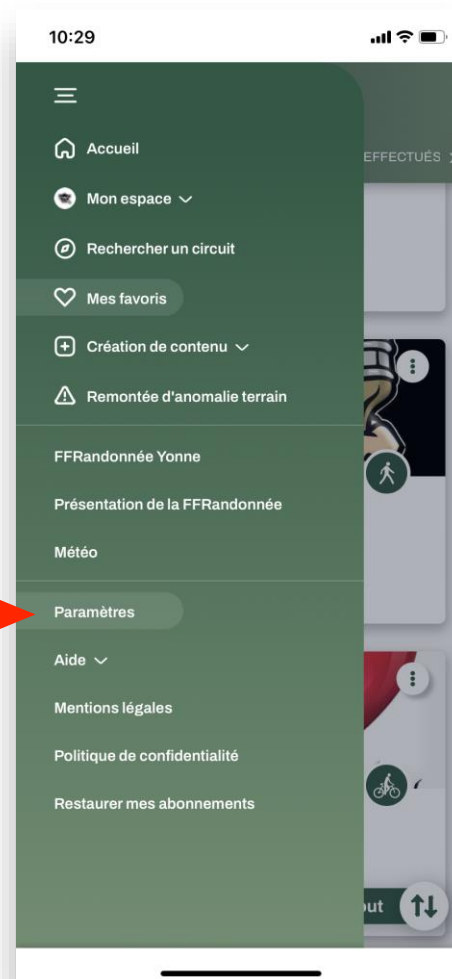 10:29
Accueil
EFFECTUÉS
Mon espace
Rechercher un circuit
Mes favoris
Création de contenu
Remontée d'anomalie terrain
FFRandonnée Yonne
Présentation de la FFRandonnée
Météo
Paramètres
Aide
Mentions légales
Politique de confidentialité
Restaurer mes abonnements
out